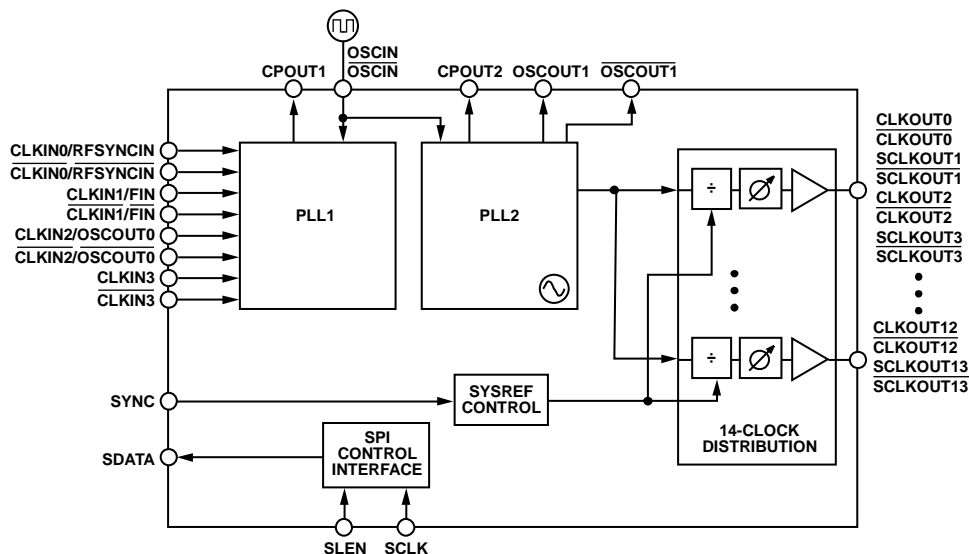 OSCIN
OSCIN
CPOUT1
CPOUT2
OSCOUT1
OSCOUT1
CLKIN0/RFSYNCIN
CLKIN0/RFSYNCIN
CLKIN1/FIN
CLKIN1/FIN
CLKIN2/OSCOUT0
CLKIN2/OSCOUT0
CLKIN3
CLKIN3
PLL1
PLL2
÷
÷
CLKOUT0
CLKOUT0
SCLKOUT1
SCLKOUT1
CLKOUT2
CLKOUT2
SCLKOUT3
SCLKOUT3
CLKOUT12
CLKOUT12
SCLKOUT13
SCLKOUT13
SYNC
SYSREF
CONTROL
14-CLOCK
DISTRIBUTION
SDATA
SPI
CONTROL
INTERFACE
SLEN
SCLK